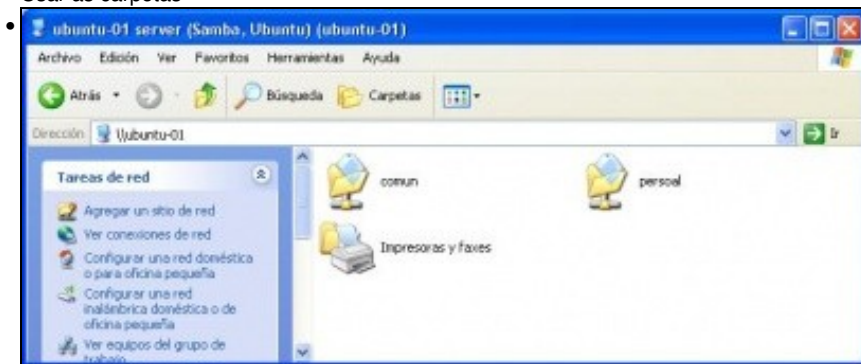 Usar as carpetas
ubuntu-01 server (Samba, Ubuntu) (ubuntu-01)
Archivo Edición Ver Favoritos Herramientas Ayuda
Atrás Búsqueda Carpetas
Dirección \\ubuntu-01 Ir
Tareas de red
Agregar un sitio de red
Ver conexiones de red
Configurar una red doméstica
o para oficina pequeña
Configurar una red
inalámbrica doméstica o de
oficina pequeña
Ver equipos del grupo de
trabajo
comun
persoal
Impresoras y faxes